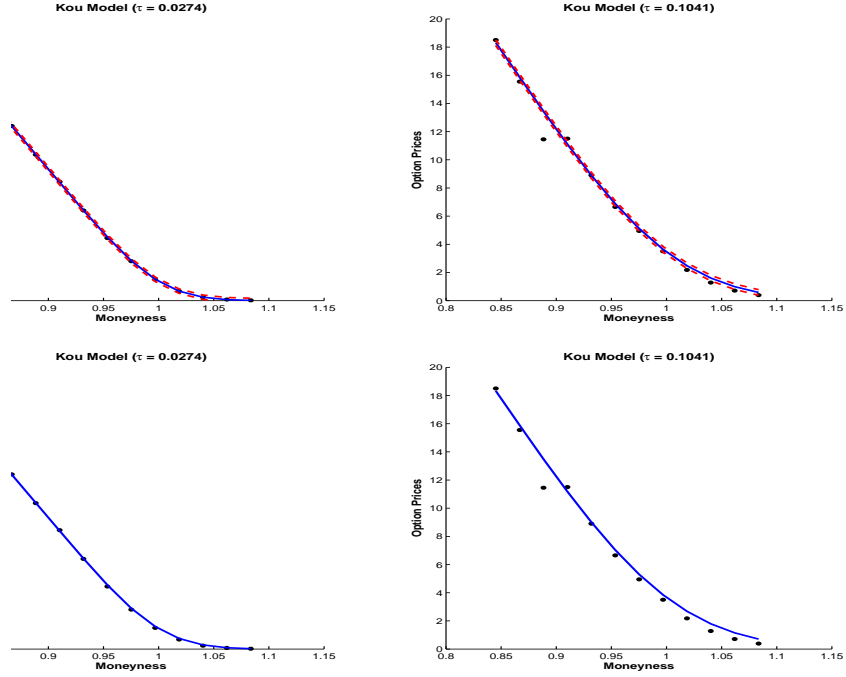 Kou Model (τ = 0.0274)
0.9 0.95 1 1.05 1.1 1.15
Moneyness
Kou Model (τ = 0.1041)
20
18
16
14
12
10
8
6
4
2
0
Option Prices
0.8 0.85 0.9 0.95 1 1.05 1.1 1.15
Moneyness
Kou Model (τ = 0.0274)
0.9 0.95 1 1.05 1.1 1.15
Moneyness
Kou Model (τ = 0.1041)
20
18
16
14
12
10
8
6
4
2
0
Option Prices
0.8 0.85 0.9 0.95 1 1.05 1.1 1.15
Moneyness